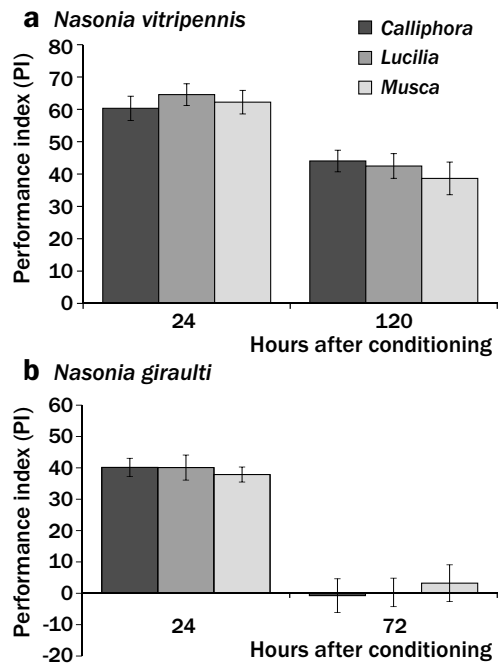 a Nasonia vitripennis
Calliphora
Lucilia
Musca
Performance index (PI)
80
70
60
50
40
30
20
10
0
24 120
Hours after conditioning
b Nasonia giraulti
Performance index (PI)
60
50
40
30
20
10
0
-10
-20
24 72
Hours after conditioning